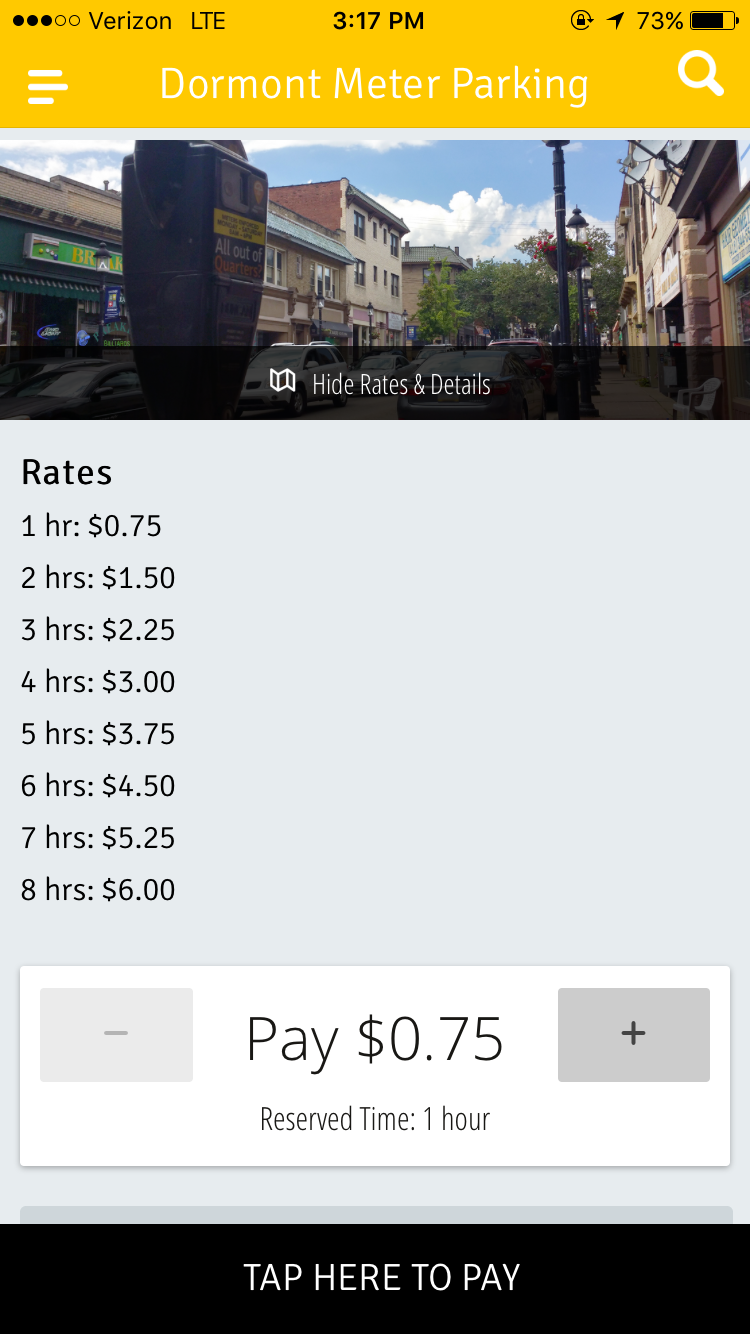 Verizon LTE 3:17 PM 73%
Dormont Meter Parking
All out of
Quarters?
Hide Rates & Details
Rates
1 hr: $0.75
2 hrs: $1.50
3 hrs: $2.25
4 hrs: $3.00
5 hrs: $3.75
6 hrs: $4.50
7 hrs: $5.25
8 hrs: $6.00
− Pay $0.75 +
Reserved Time: 1 hour
TAP HERE TO PAY